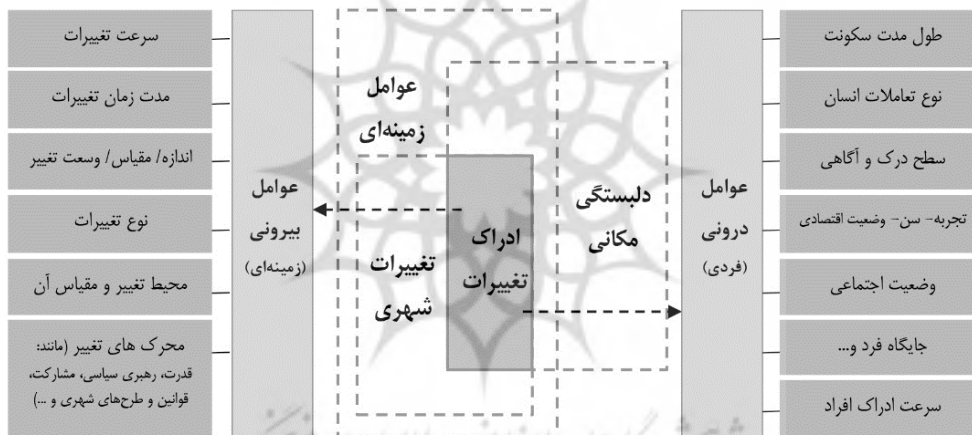 طول مدت سکونت
نوع تعاملات انسان
سطح درک و آگاهی
تجربه- سن- وضعیت اقتصادی
وضعیت اجتماعی
جایگاه فرد و...
سرعت ادراک افراد
عوامل
درونی
(فردی)
دلبستگی
مکانی
ادراک
تغییرات
عوامل
زمینه‌ای
تغییرات
شهری
عوامل
بیرونی
(زمینه‌ای)
سرعت تغییرات
مدت زمان تغییرات
اندازه/ مقیاس/ وسعت تغییر
نوع تغییرات
محیط تغییر و مقیاس آن
محرک های تغییر (مانند:
قدرت، رهبری سیاسی، مشارکت،
قوانین و طرح‌های شهری و ...)